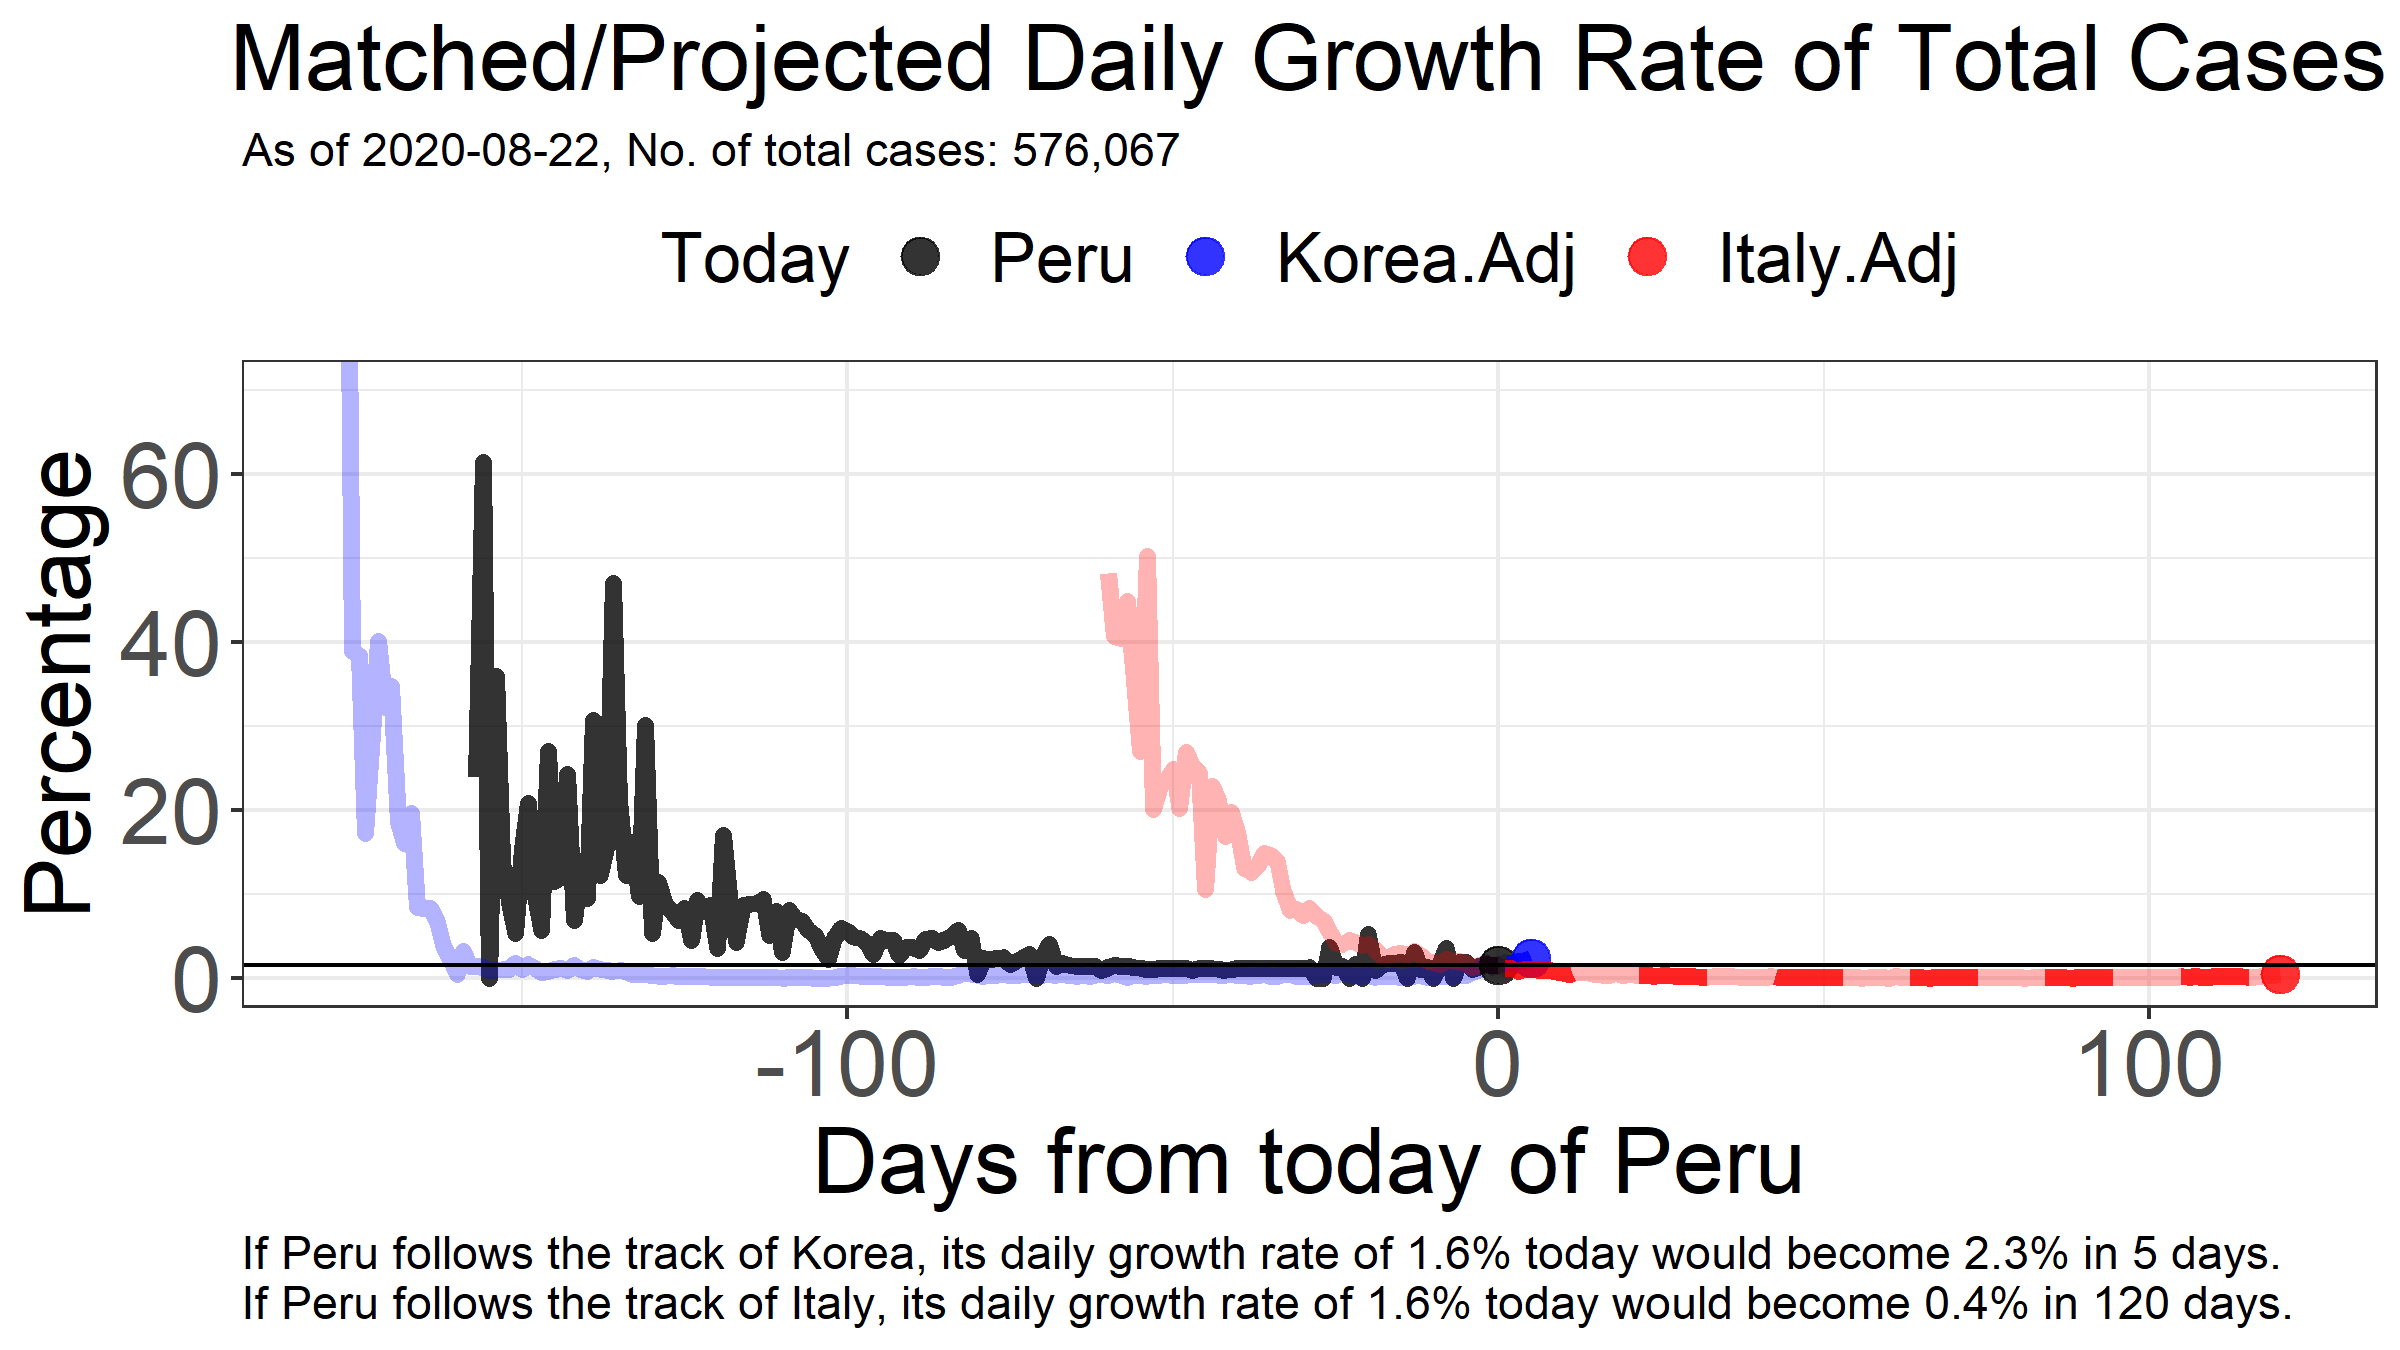 Matched/Projected Daily Growth Rate of Total Cases
As of 2020-08-22, No. of total cases: 576,067
Today Peru Korea.Adj Italy.Adj
Percentage
60
40
20
0
-100 0 100
Days from today of Peru
If Peru follows the track of Korea, its daily growth rate of 1.6% today would become 2.3% in 5 days.
If Peru follows the track of Italy, its daily growth rate of 1.6% today would become 0.4% in 120 days.